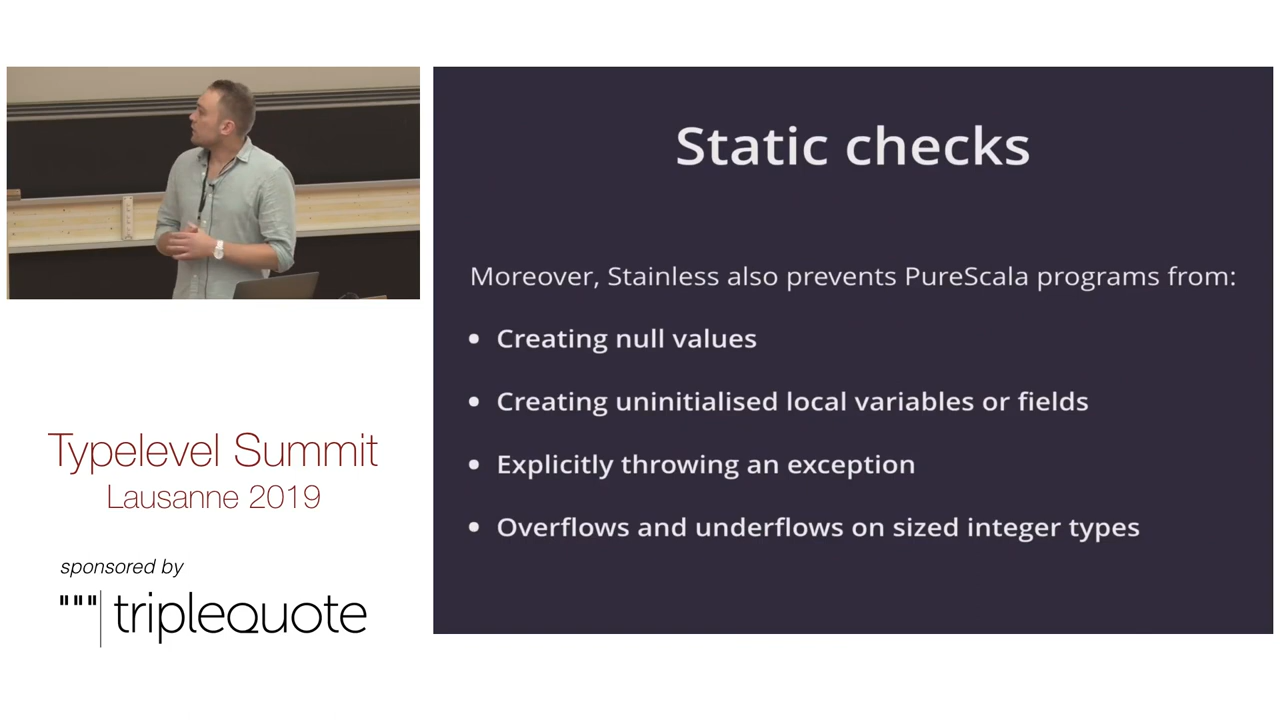 Static checks
Moreover, Stainless also prevents PureScala programs from:
• Creating null values
• Creating uninitialised local variables or fields
• Explicitly throwing an exception
• Overflows and underflows on sized integer types
Typelevel Summit
Lausanne 2019
sponsored by
"""|triplequote